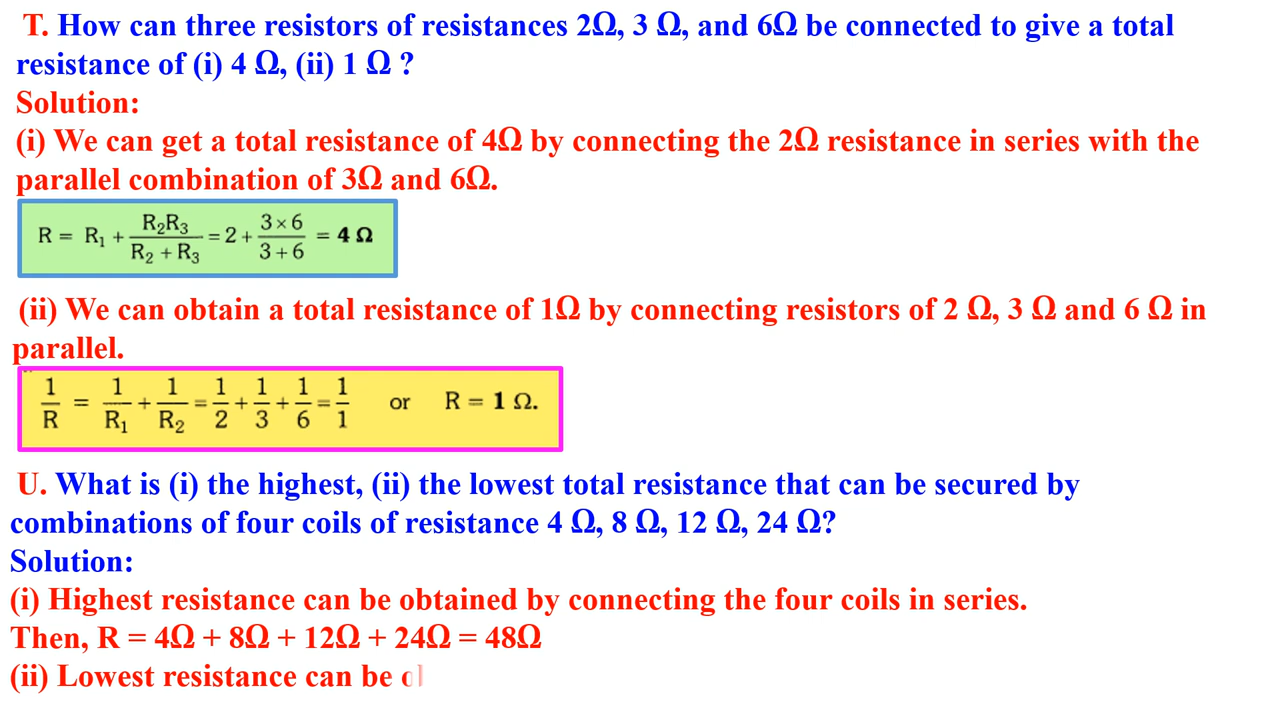 T. How can three resistors of resistances 2Ω, 3 Ω, and 6Ω be connected to give a total
resistance of (i) 4 Ω, (ii) 1 Ω ?
Solution:
(i) We can get a total resistance of 4Ω by connecting the 2Ω resistance in series with the
parallel combination of 3Ω and 6Ω.
R = R₁ + R₂R₃/(R₂ + R₃) = 2 + (3 × 6)/(3 + 6) = 4 Ω
(ii) We can obtain a total resistance of 1Ω by connecting resistors of 2 Ω, 3 Ω and 6 Ω in
parallel.
1/R = 1/R₁ + 1/R₂ = 1/2 + 1/3 + 1/6 = 1/1 or R = 1 Ω.
U. What is (i) the highest, (ii) the lowest total resistance that can be secured by
combinations of four coils of resistance 4 Ω, 8 Ω, 12 Ω, 24 Ω?
Solution:
(i) Highest resistance can be obtained by connecting the four coils in series.
Then, R = 4Ω + 8Ω + 12Ω + 24Ω = 48Ω
(ii) Lowest resistance can be